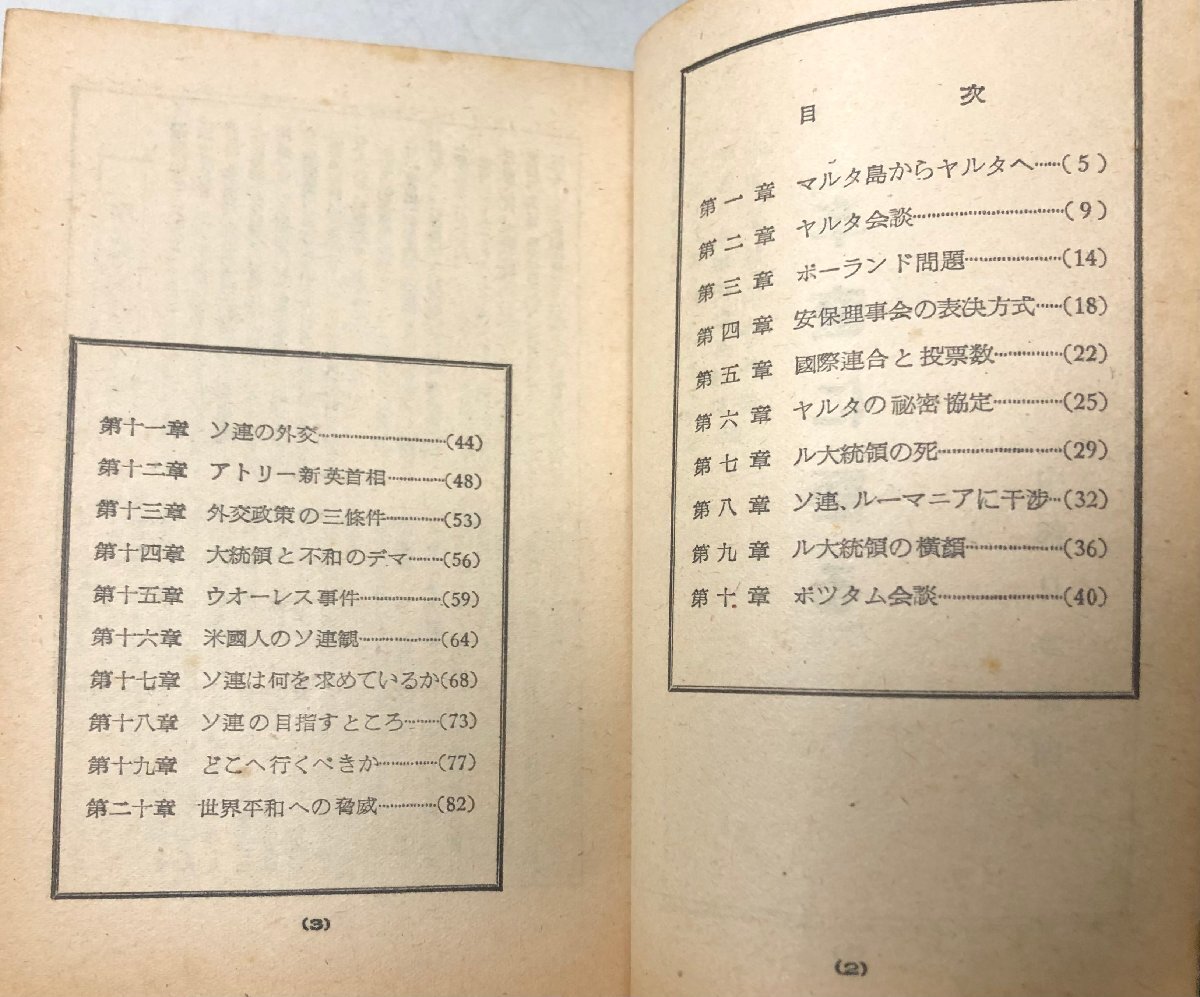 目次
第一章 マルタ島からヤルタへ……(5)
第二章 ヤルタ会談……(9)
第三章 ポーランド問題……(14)
第四章 安保理事会の表決方式……(18)
第五章 國際連合と投票数……(22)
第六章 ヤルタの祕密協定……(25)
第七章 ル大統領の死……(29)
第八章 ソ連、ルーマニアに干渉…(32)
第九章 ル大統領の横顔……(36)
第十章 ポツタム会談……(40)
(2)
第十一章 ソ連の外交……(44)
第十二章 アトリー新英首相……(48)
第十三章 外交政策の三條件……(53)
第十四章 大統領と不和のデマ……(56)
第十五章 ウオーレス事件……(59)
第十六章 米國人のソ連観……(64)
第十七章 ソ連は何を求めているか(68)
第十八章 ソ連の目指すところ……(73)
第十九章 どこへ行くべきか……(77)
第二十章 世界平和への脅威……(82)
(3)